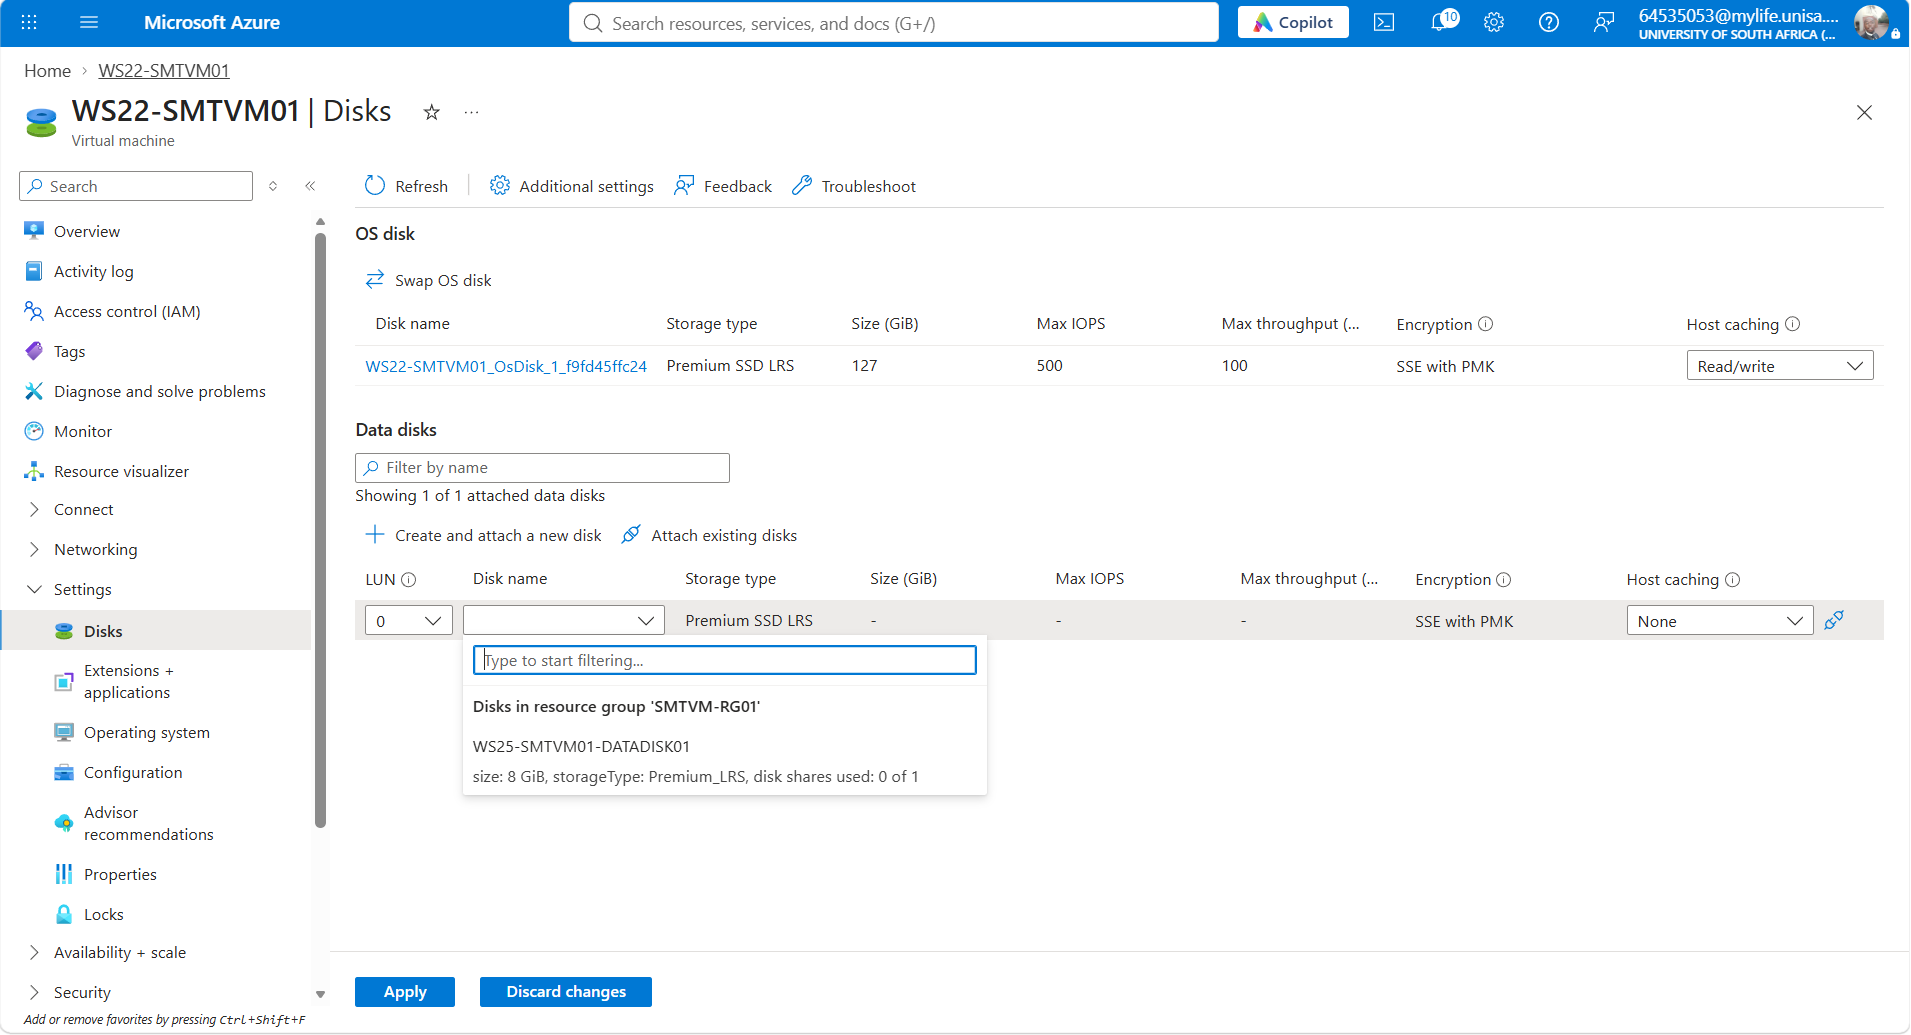 Microsoft Azure
Search resources, services, and docs (G+/)
Copilot
10
64535053@mylife.unisa....
UNIVERSITY OF SOUTH AFRICA (...
Home > WS22-SMTVM01
WS22-SMTVM01 | Disks
Virtual machine
Search
Overview
Activity log
Access control (IAM)
Tags
Diagnose and solve problems
Monitor
Resource visualizer
Connect
Networking
Settings
Disks
Extensions +
applications
Operating system
Configuration
Advisor
recommendations
Properties
Locks
Availability + scale
Security
Add or remove favorites by pressing Ctrl+Shift+F
Refresh Additional settings Feedback Troubleshoot
OS disk
Swap OS disk
Disk name Storage type Size (GiB) Max IOPS Max throughput (... Encryption Host caching
WS22-SMTVM01_OsDisk_1_f9fd45ffc24 Premium SSD LRS 127 500 100 SSE with PMK Read/write
Data disks
Filter by name
Showing 1 of 1 attached data disks
Create and attach a new disk Attach existing disks
LUN Disk name Storage type Size (GiB) Max IOPS Max throughput (... Encryption Host caching
0 Premium SSD LRS - - - SSE with PMK None
Type to start filtering...
Disks in resource group 'SMTVM-RG01'
WS25-SMTVM01-DATADISK01
size: 8 GiB, storageType: Premium_LRS, disk shares used: 0 of 1
Apply Discard changes